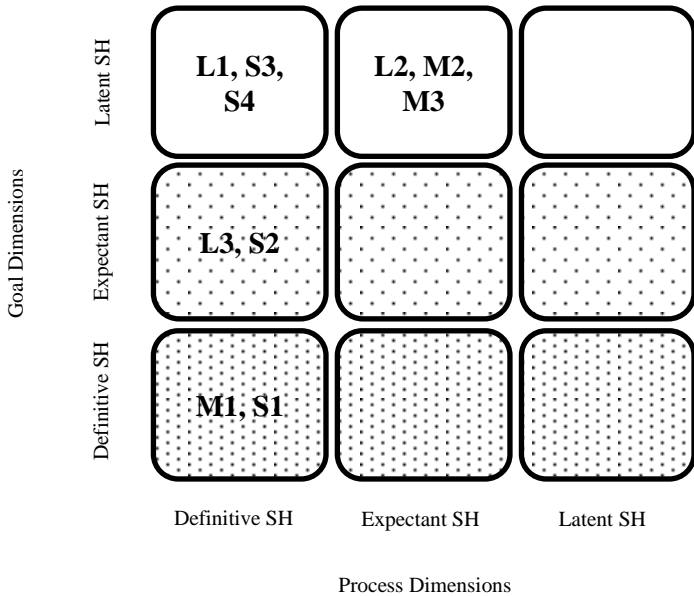 Goal Dimensions
Latent SH
L1, S3,
S4
L2, M2,
M3
Expectant SH
L3, S2
Definitive SH
M1, S1
Definitive SH
Expectant SH
Latent SH
Process Dimensions